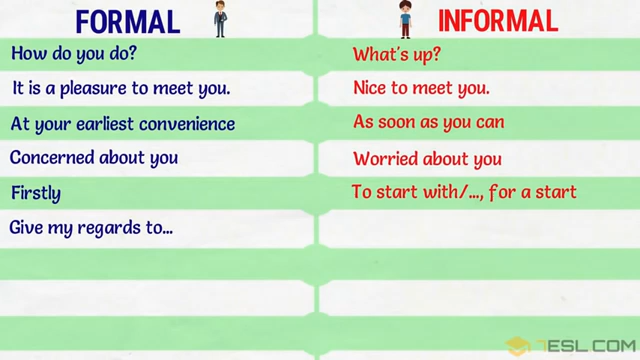 FORMAL INFORMAL
How do you do? What's up?
It is a pleasure to meet you. Nice to meet you.
At your earliest convenience As soon as you can
Concerned about you Worried about you
Firstly To start with/..., for a start
Give my regards to...
7ESL.COM